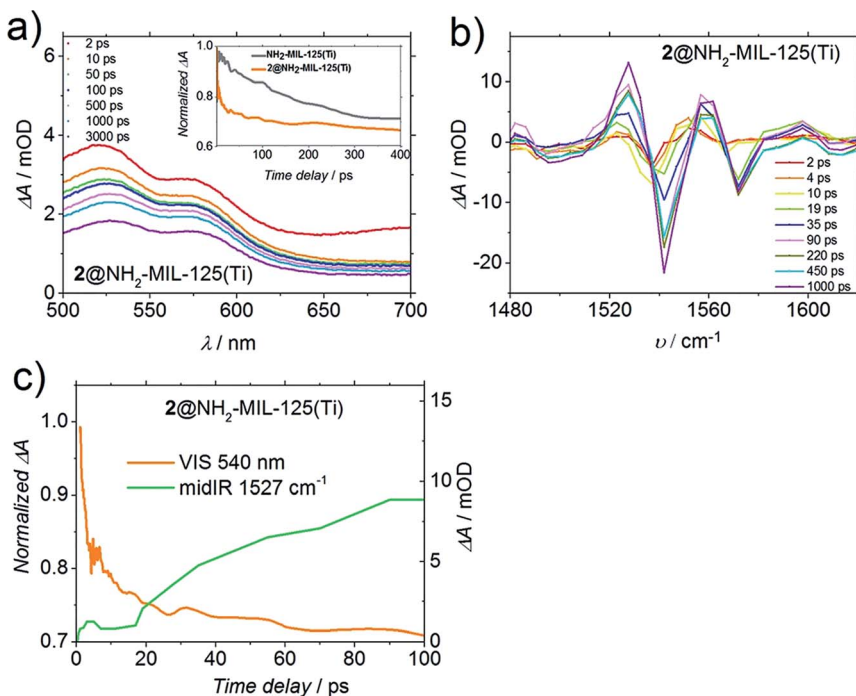 a)
6
4
2
0
ΔA / mOD
2 ps
10 ps
50 ps
100 ps
500 ps
1000 ps
3000 ps
1.0
0.8
0.6
Normalized ΔA
NH2-MIL-125(Ti)
2@NH2-MIL-125(Ti)
100 200 300 400
Time delay / ps
2@NH2-MIL-125(Ti)
500 550 600 650 700
λ / nm
b)
2@NH2-MIL-125(Ti)
10
0
-10
-20
ΔA / mOD
2 ps
4 ps
10 ps
19 ps
35 ps
90 ps
220 ps
450 ps
1000 ps
1480 1520 1560 1600
υ / cm-1
c)
2@NH2-MIL-125(Ti)
1.0
0.9
0.8
0.7
Normalized ΔA
VIS 540 nm
midIR 1527 cm-1
15
10
5
0
ΔA / mOD
0 20 40 60 80 100
Time delay / ps